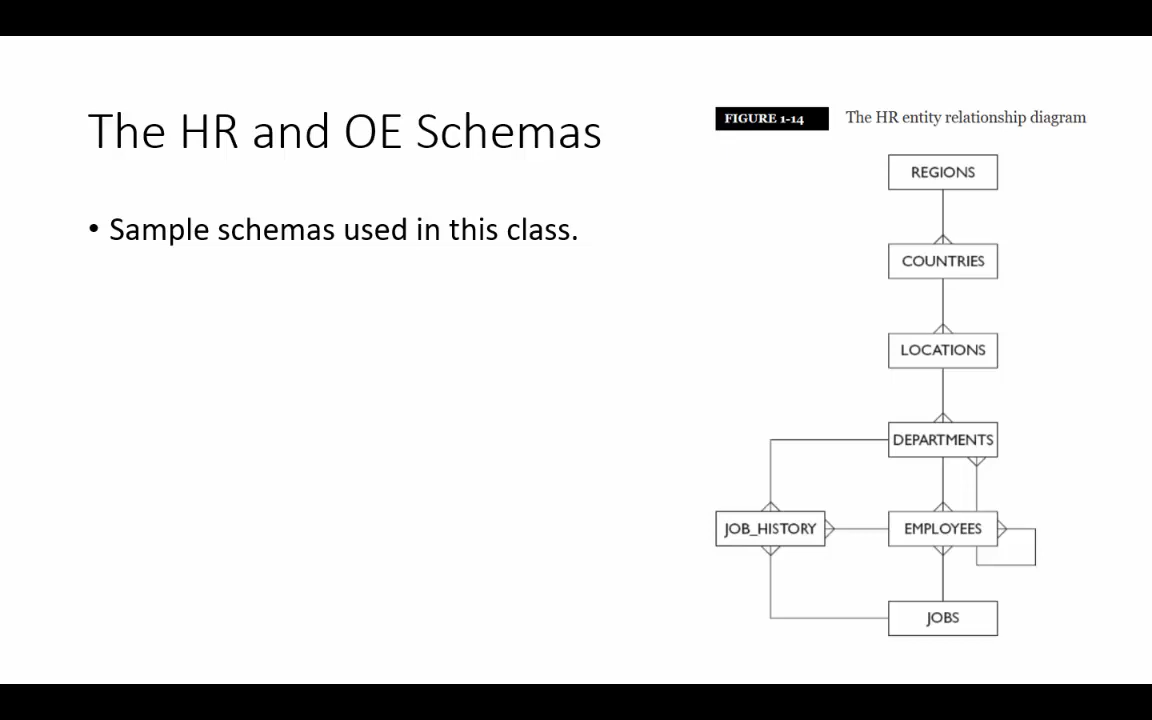 The HR and OE Schemas
• Sample schemas used in this class.
FIGURE 1-14 The HR entity relationship diagram
REGIONS
COUNTRIES
LOCATIONS
DEPARTMENTS
JOB_HISTORY EMPLOYEES
JOBS